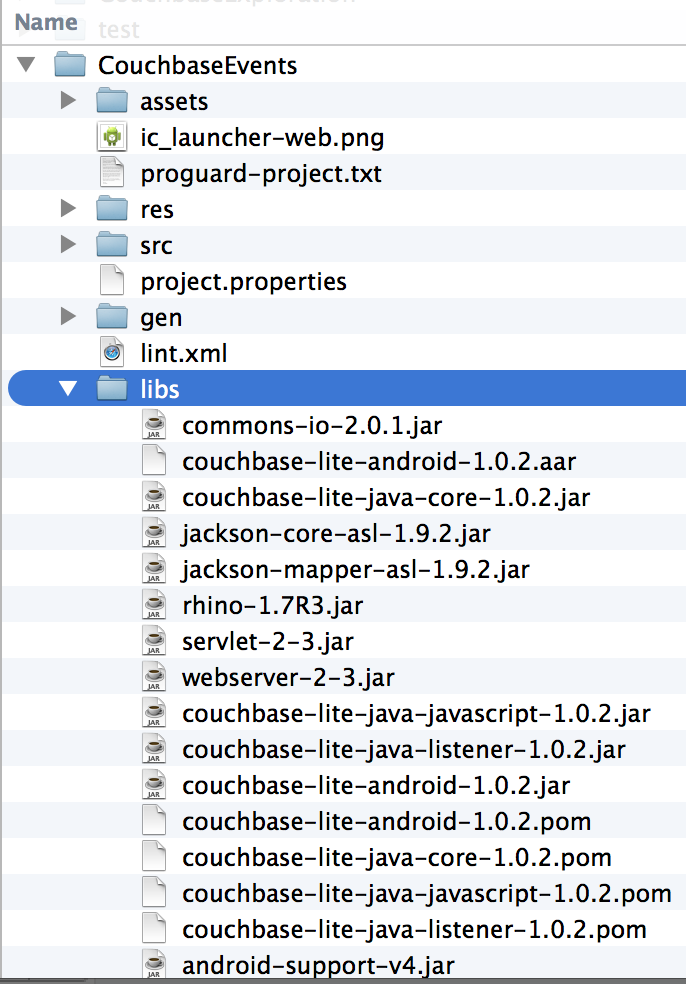 Name
test
CouchbaseEvents
assets
ic_launcher-web.png
proguard-project.txt
res
src
project.properties
gen
lint.xml
libs
commons-io-2.0.1.jar
couchbase-lite-android-1.0.2.aar
couchbase-lite-java-core-1.0.2.jar
jackson-core-asl-1.9.2.jar
jackson-mapper-asl-1.9.2.jar
rhino-1.7R3.jar
servlet-2-3.jar
webserver-2-3.jar
couchbase-lite-java-javascript-1.0.2.jar
couchbase-lite-java-listener-1.0.2.jar
couchbase-lite-android-1.0.2.jar
couchbase-lite-android-1.0.2.pom
couchbase-lite-java-core-1.0.2.pom
couchbase-lite-java-javascript-1.0.2.pom
couchbase-lite-java-listener-1.0.2.pom
android-support-v4.jar